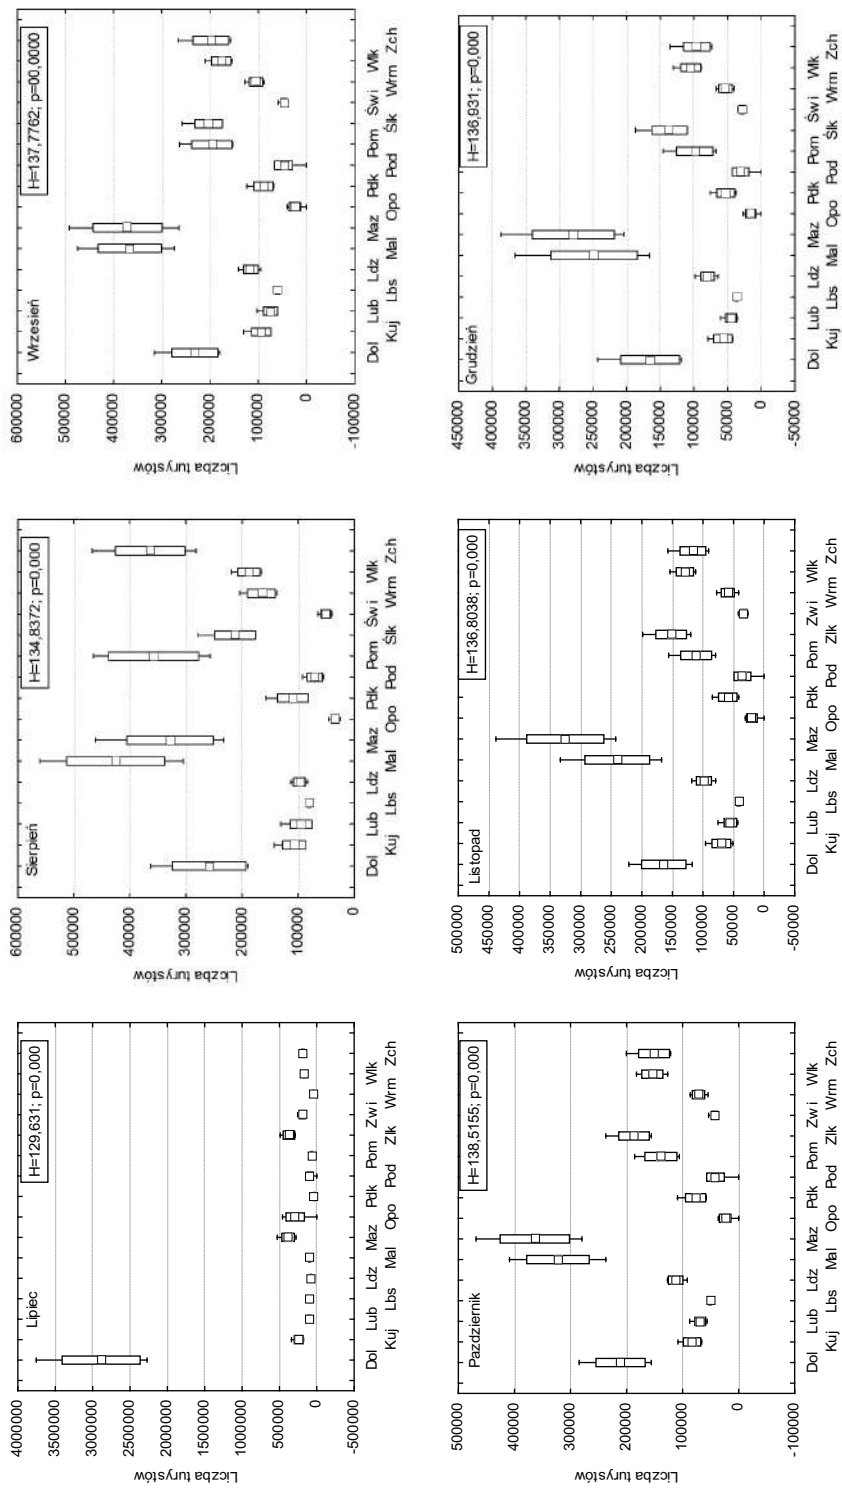 Lipiec
H=129,631; p=0,000
Liczba turystów
4000000
3500000
3000000
2500000
2000000
1500000
1000000
500000
0
-500000
Dol Lub Ldz Maz Pdk Pom Zwi Wlk
Kuj Lbs Mal Opo Pod Zlk Wrm Zch
Sierpień
H=134,8372; p=0,000
Liczba turystów
600000
500000
400000
300000
200000
100000
0
Dol Lub Ldz Maz Pdk Pom Św i Wlk
Kuj Lbs Mal Opo Pod Ślk Wrm Zch
Wrzesień
H=137,7762; p=00,0000
Liczba turystów
600000
500000
400000
300000
200000
100000
0
-100000
Dol Lub Ldz Maz Pdk Pom Św i Wlk
Kuj Lbs Mal Opo Pod Ślk Wrm Zch
Pazdziernik
H=138,5155; p=0,000
Liczba turystów
500000
400000
300000
200000
100000
0
-100000
Dol Lub Ldz Maz Pdk Pom Zwi Wlk
Kuj Lbs Mal Opo Pod Zlk Wrm Zch
Listopad
H=136,8038; p=0,000
Liczba turystów
500000
450000
400000
350000
300000
250000
200000
150000
100000
50000
0
-50000
Dol Lub Ldz Maz Pdk Pom Zwi Wlk
Kuj Lbs Mal Opo Pod Zlk Wrm Zch
Grudzień
H=136,931; p=0,000
Liczba turystów
450000
400000
350000
300000
250000
200000
150000
100000
50000
0
-50000
Dol Lub Ldz Maz Pdk Pom Św i Wlk
Kuj Lbs Mal Opo Pod Ślk Wrm Zch